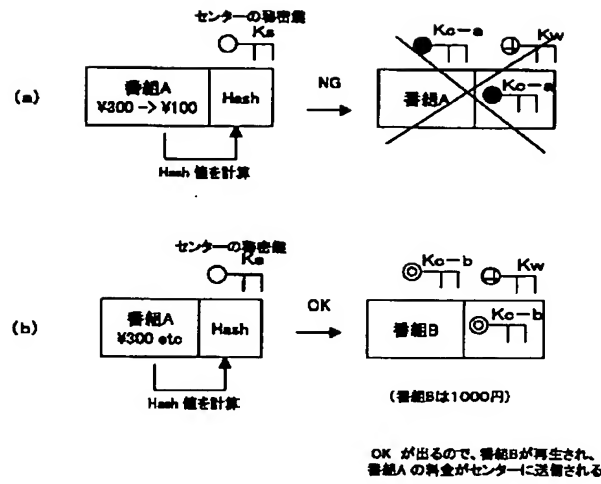 センターの秘密鍵
Ks
Kc-a
Kw
(a)
番組A
¥300 -> ¥100
Hash
NG
番組A
Kc-a
Hash 値を計算
センターの秘密鍵
Ks
Kc-b
Kw
(b)
番組A
¥300 etc
Hash
OK
番組B
Kc-b
Hash 値を計算
(番組Bは1000円)
OK が出るので、番組Bが再生され、
番組A の料金がセンターに送信される